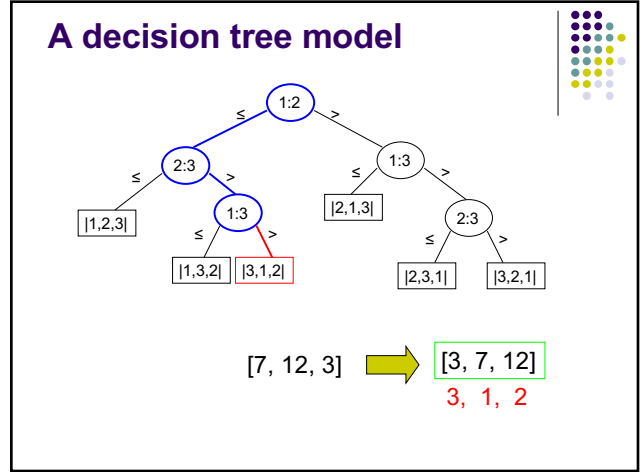 A decision tree model
1:2
≤ >
2:3 1:3
≤ > ≤ >
|1,2,3| 1:3 |2,1,3| 2:3
≤ > ≤ >
|1,3,2| |3,1,2| |2,3,1| |3,2,1|
[7, 12, 3] [3, 7, 12]
3, 1, 2